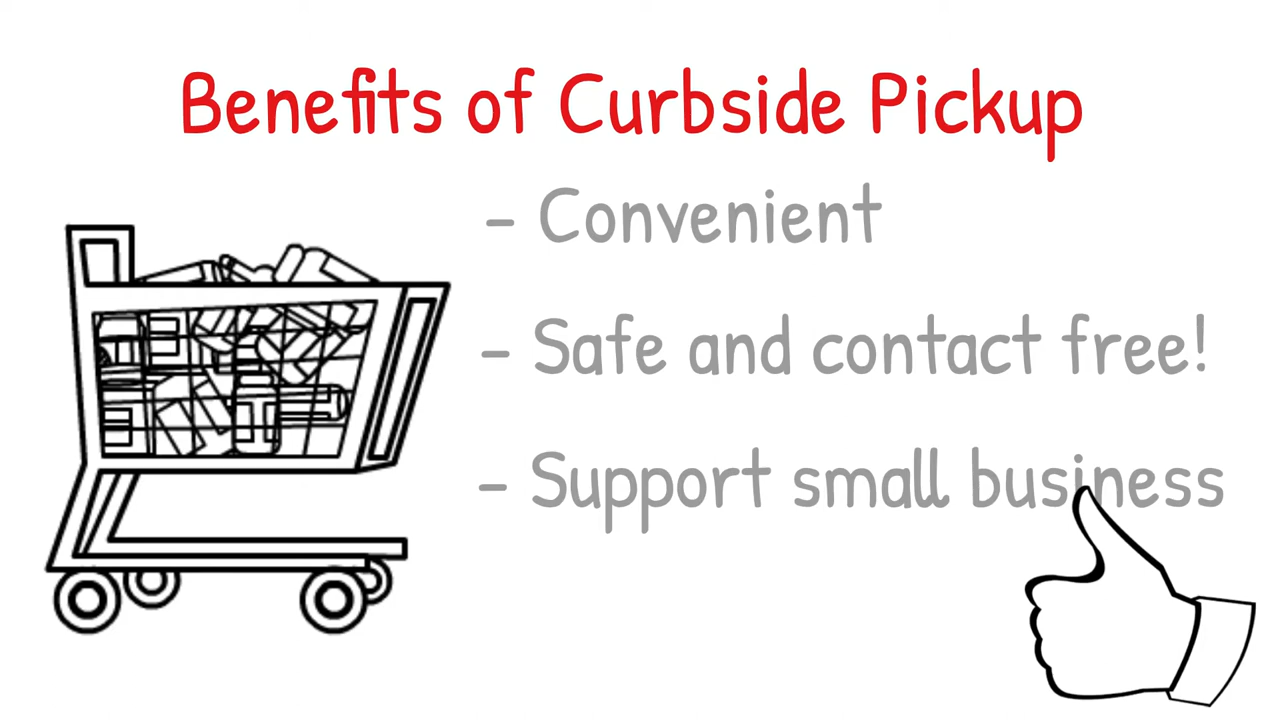 Benefits of Curbside Pickup
- Convenient
- Safe and contact free!
- Support small business